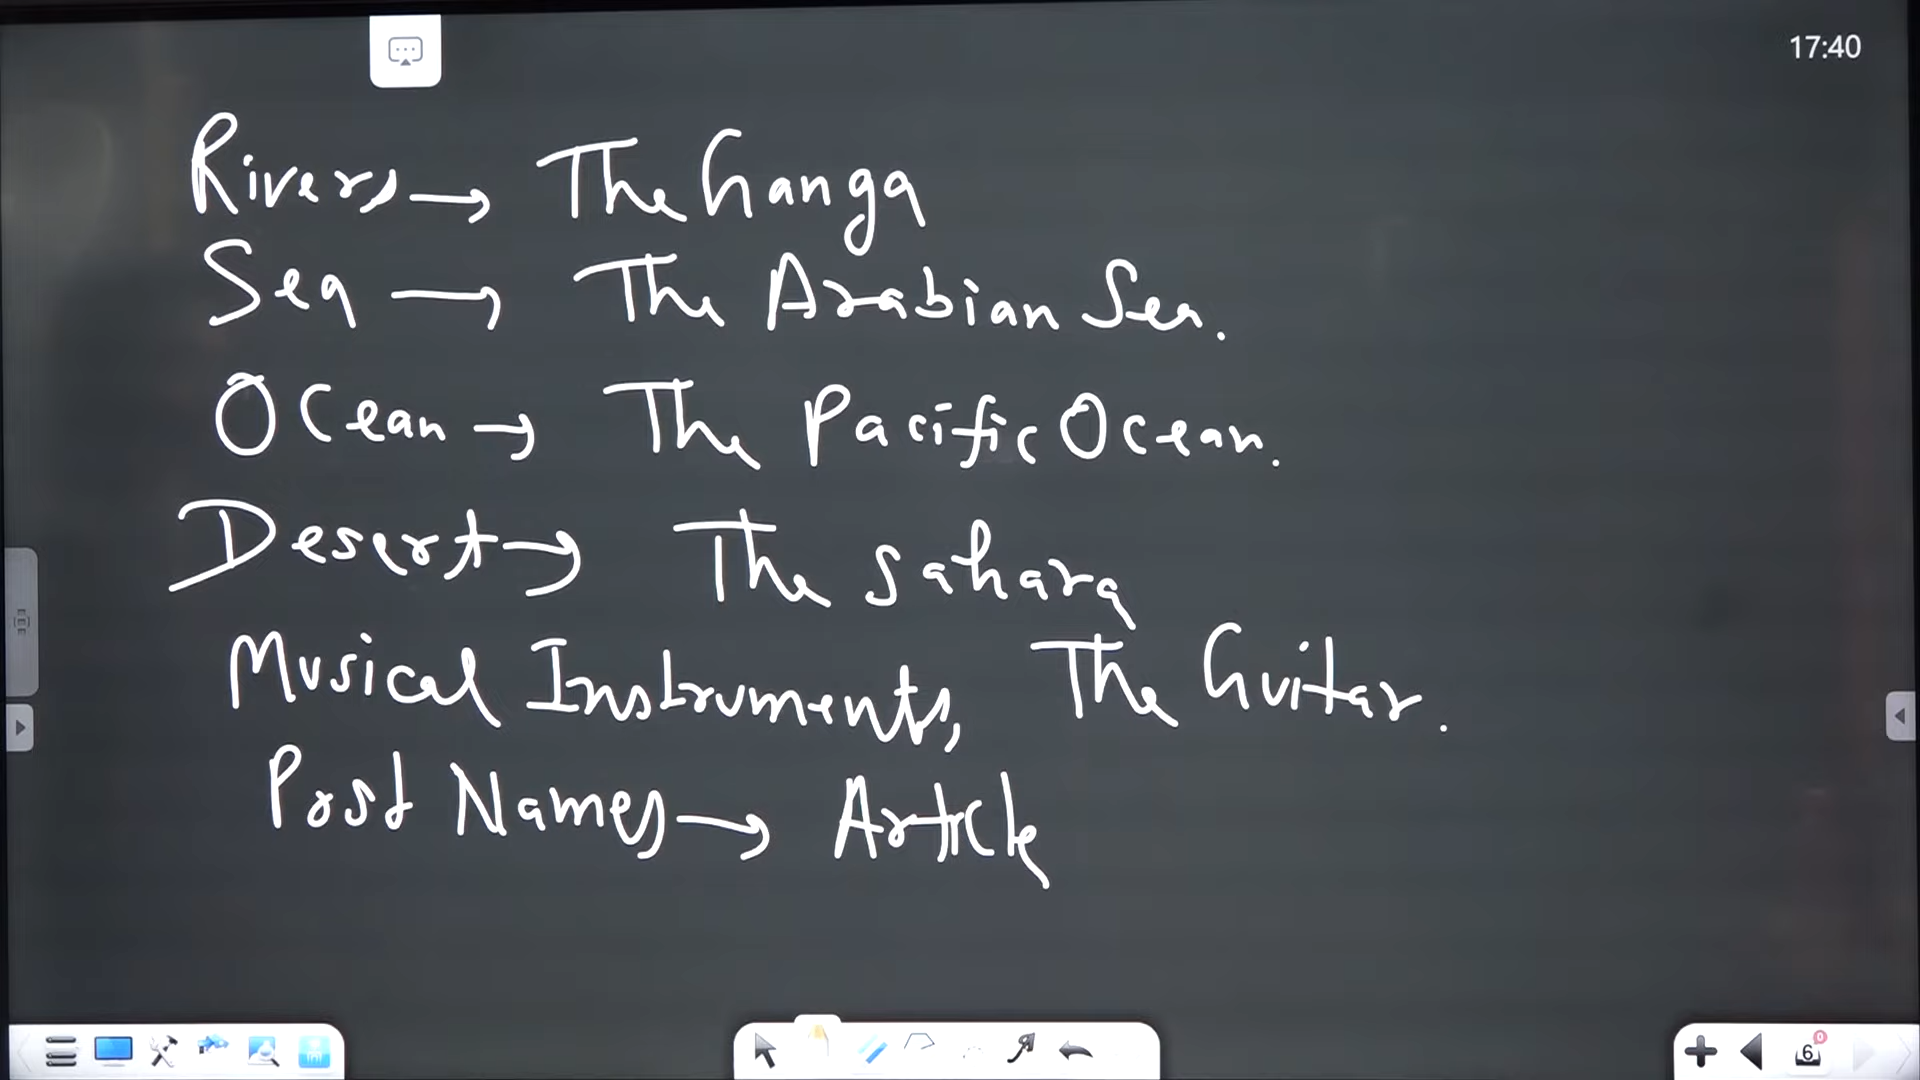 17:40
Rivers → The Ganga
Sea → The Arabian Sea.
Ocean → The Pacific Ocean.
Desert → The Sahara
Musical Instruments, The Guitar.
Post Names → Article
6